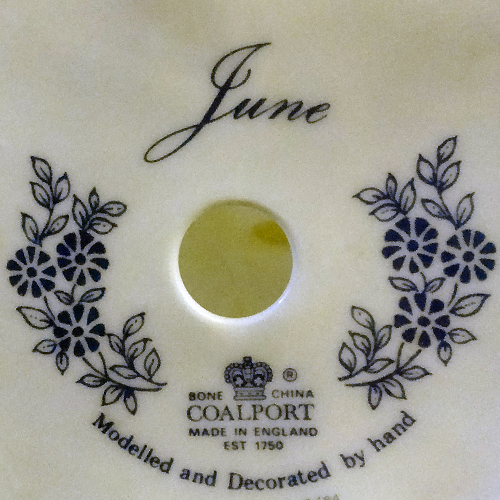 June
®
BONE CHINA
COALPORT
MADE IN ENGLAND
EST 1750
Modelled and Decorated by hand